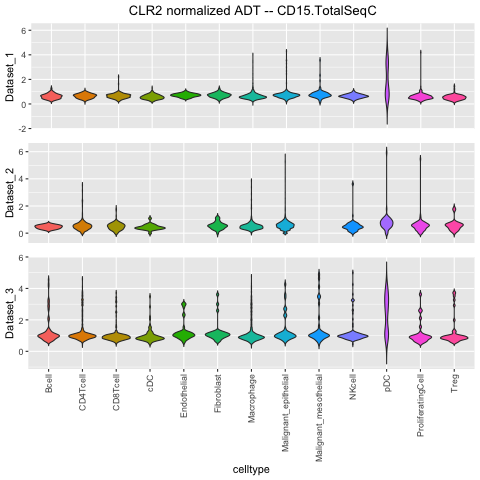 CLR2 normalized ADT -- CD15.TotalSeqC
Dataset_1
6
4
2
0
-2
Dataset_2
6
4
2
0
Dataset_3
6
4
2
0
Bcell
CD4Tcell
CD8Tcell
cDC
Endothelial
Fibroblast
Macrophage
Malignant_epithelial
Malignant_mesothelial
NKcell
pDC
ProliferatingCell
Treg
celltype